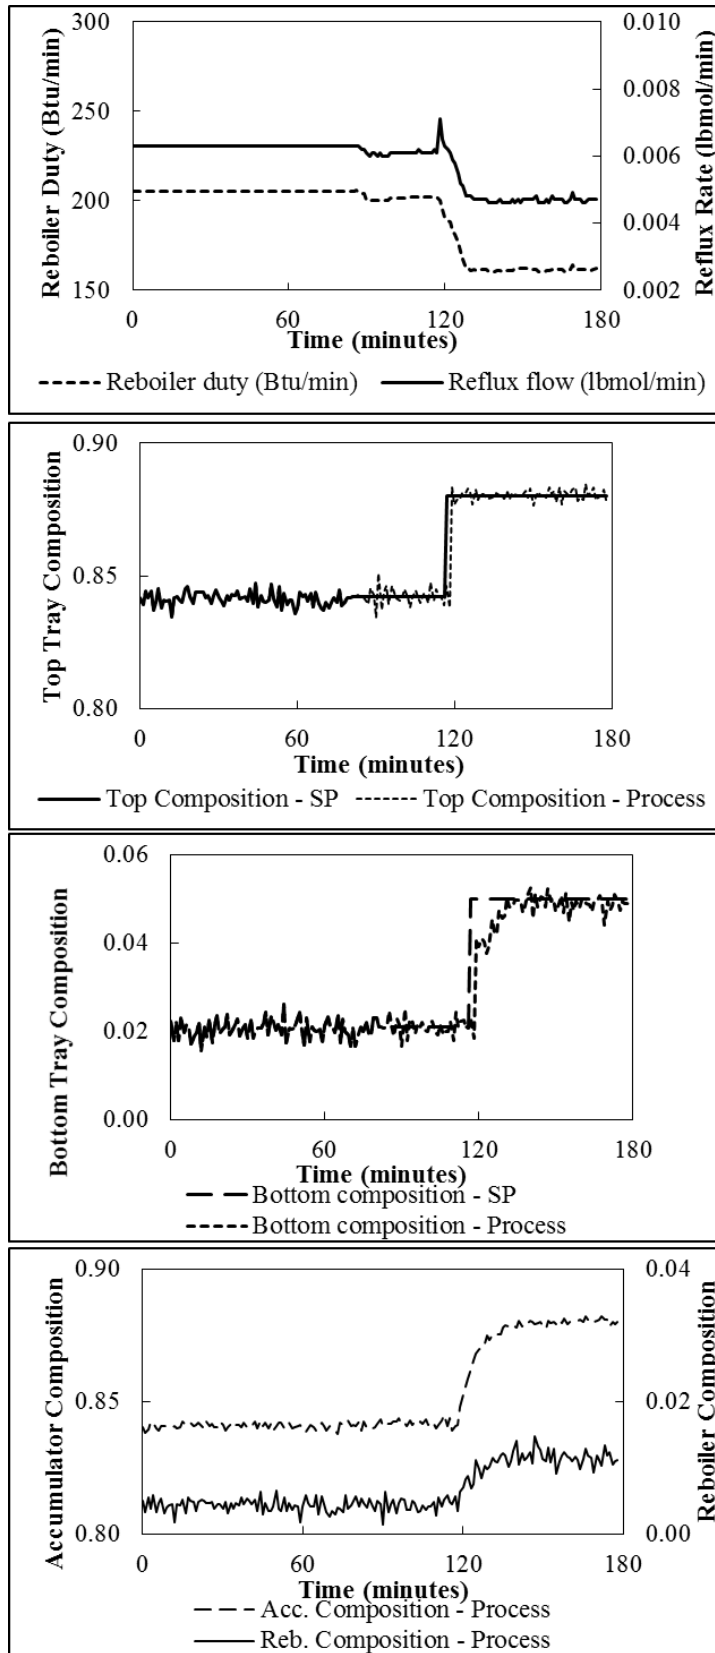 300
250
200
150
Reboiler Duty (Btu/min)
0.010
0.008
0.006
0.004
0.002
Reflux Rate (lbmol/min)
0 60 120 180
Time (minutes)
Reboiler duty (Btu/min) Reflux flow (lbmol/min)
0.90
0.85
0.80
Top Tray Composition
0 60 120 180
Time (minutes)
Top Composition - SP Top Composition - Process
0.06
0.04
0.02
0.00
Bottom Tray Composition
0 60 120 180
Time (minutes)
Bottom composition - SP
Bottom composition - Process
0.90
0.85
0.80
Accumulator Composition
0.04
0.02
0.00
Reboiler Composition
0 60 120 180
Time (minutes)
Acc. Composition - Process
Reb. Composition - Process